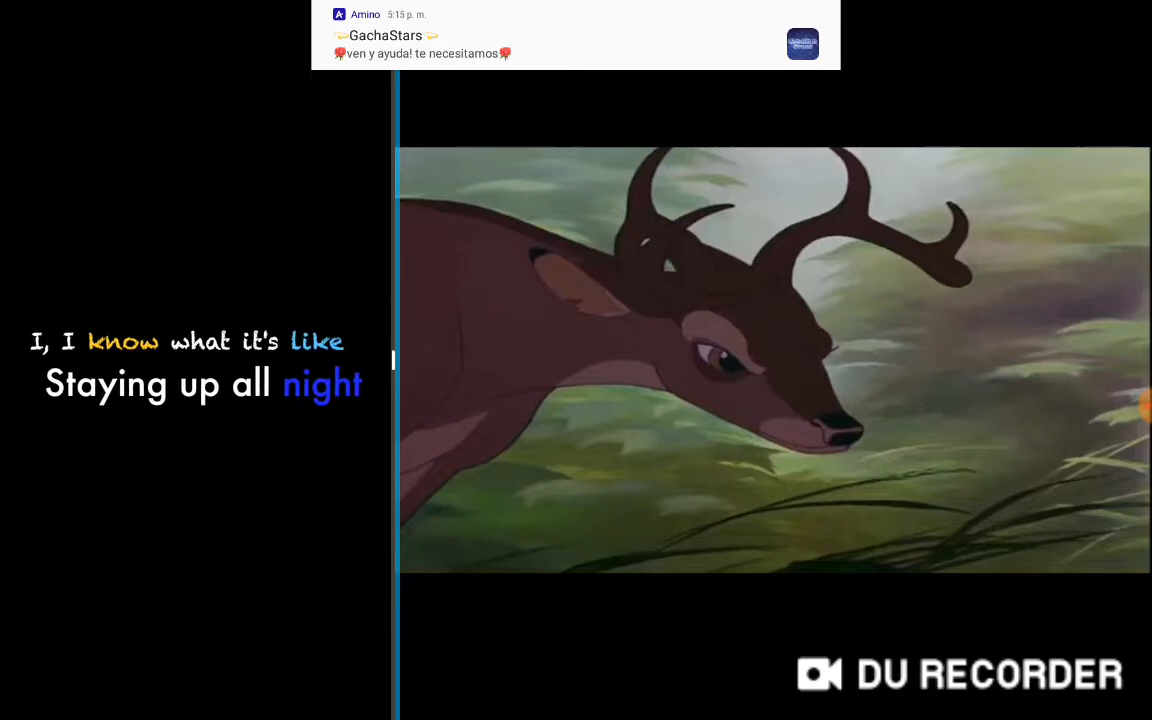 Amino 5:15 p. m.
💫GachaStars💫
🌹ven y ayuda! te necesitamos🌹
I, I know what it's like
Staying up all night
DU RECORDER